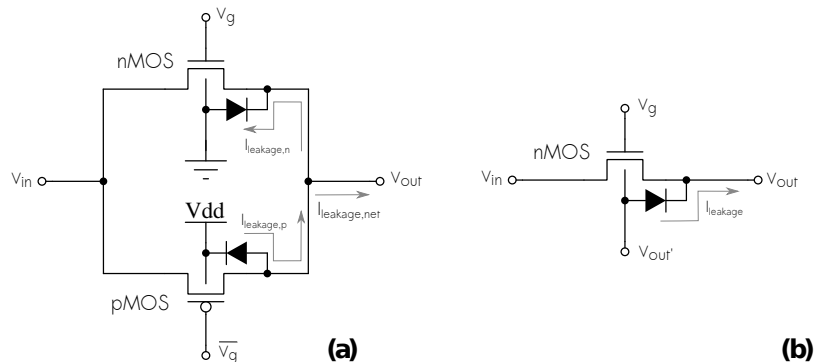 Vg
nMOS
Ileakage,n
Vin
Vout
Ileakage,net
Vdd
Ileakage,p
pMOS
Vg
(a)
Vg
nMOS
Vin
Vout
Ileakage
Vout'
(b)